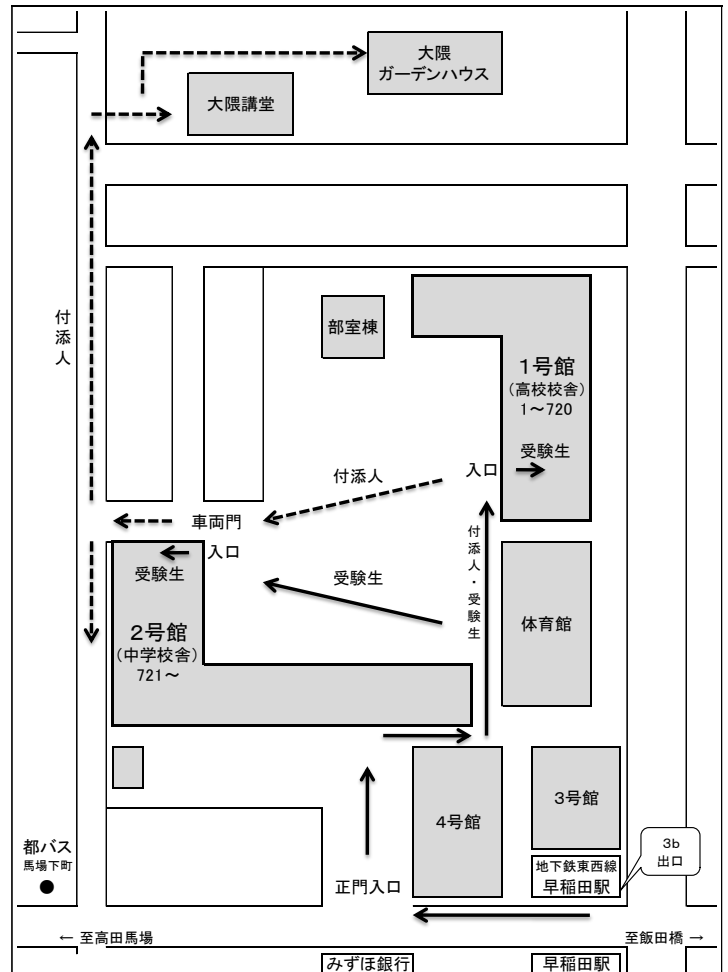 大隈
ガーデンハウス
大隈講堂
付添人
部室棟
1号館
（高校校舎）
1～720
受験生
入口
付添人
車両門
入口
受験生
受験生
付添人・受験生
2号館
（中学校舎）
721～
体育館
3号館
4号館
3b
出口
地下鉄東西線
早稲田駅
都バス
馬場下町
正門入口
← 至高田馬場
至飯田橋 →
みずほ銀行
早稲田駅